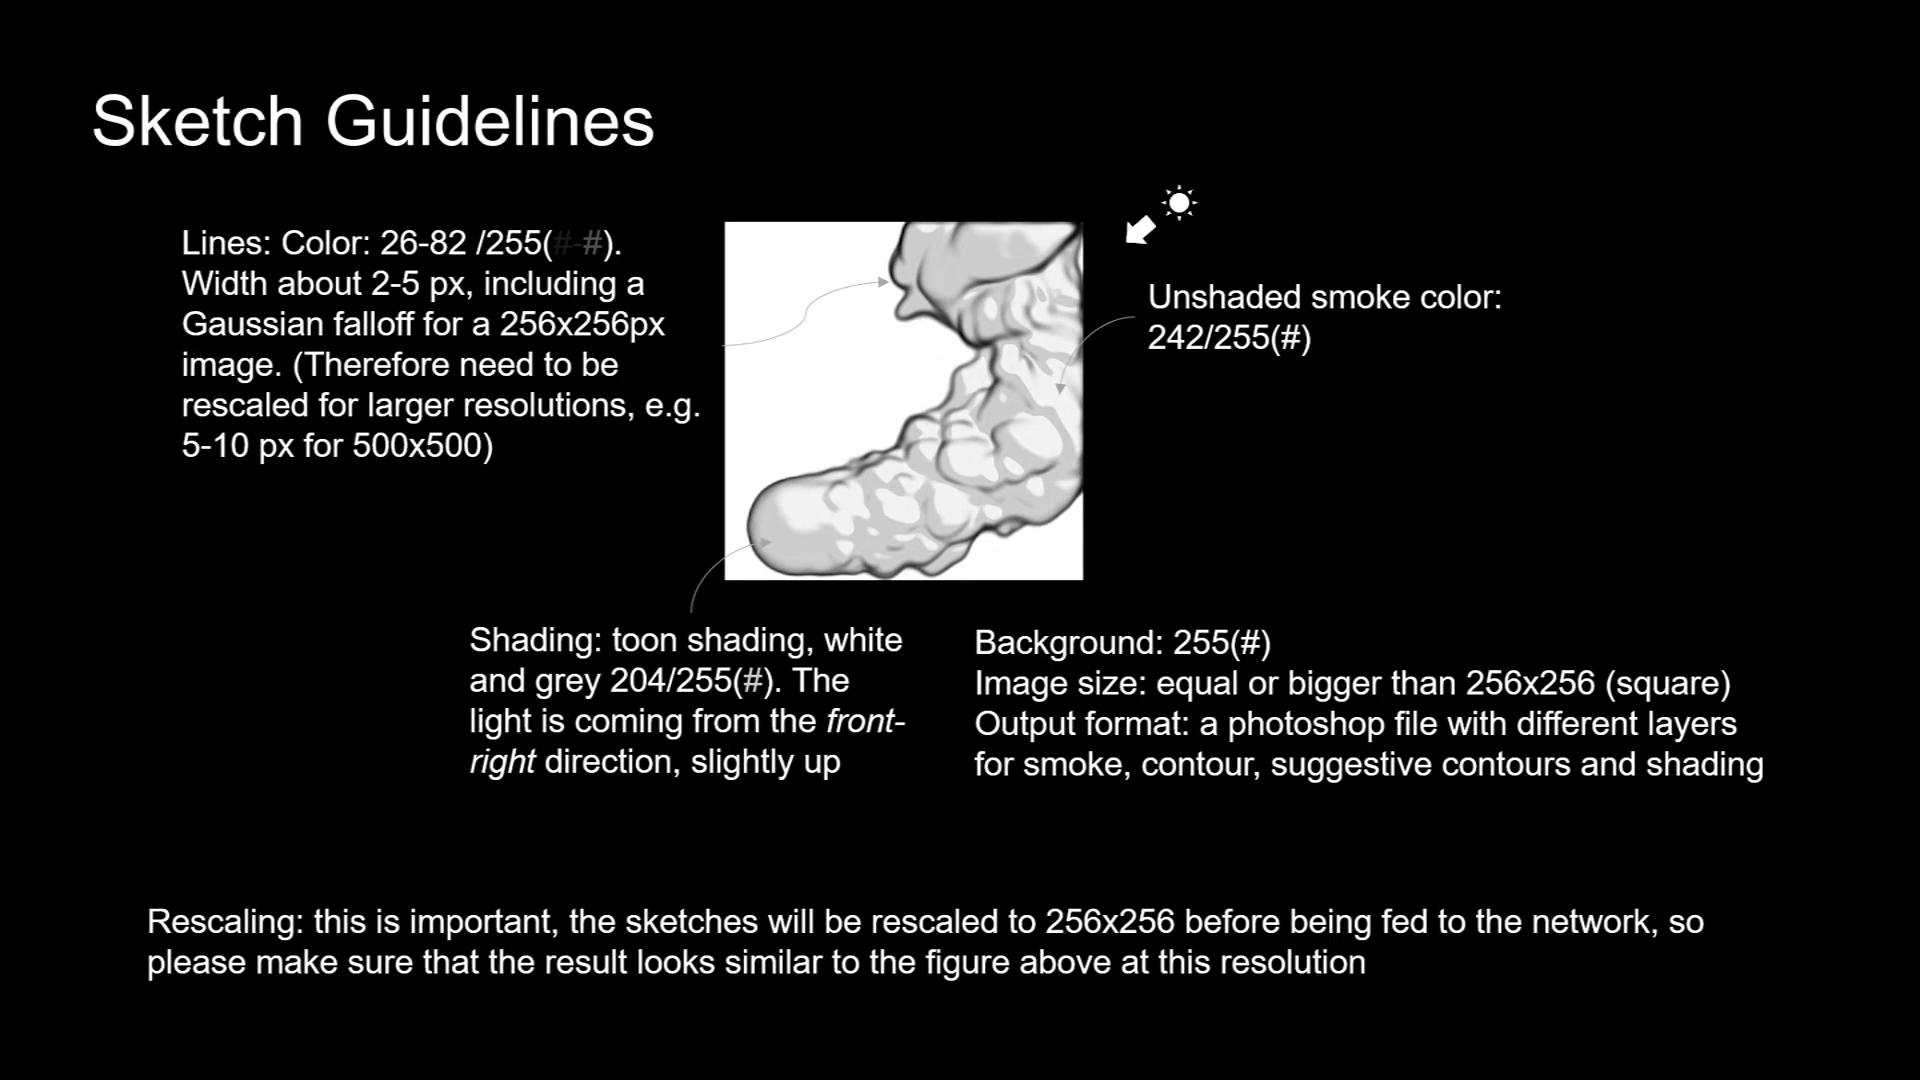 Sketch Guidelines
Lines: Color: 26-82 /255(#-#).
Width about 2-5 px, including a
Gaussian falloff for a 256x256px
image. (Therefore need to be
rescaled for larger resolutions, e.g.
5-10 px for 500x500)
Unshaded smoke color:
242/255(#)
Shading: toon shading, white
and grey 204/255(#). The
light is coming from the front-
right direction, slightly up
Background: 255(#)
Image size: equal or bigger than 256x256 (square)
Output format: a photoshop file with different layers
for smoke, contour, suggestive contours and shading
Rescaling: this is important, the sketches will be rescaled to 256x256 before being fed to the network, so
please make sure that the result looks similar to the figure above at this resolution